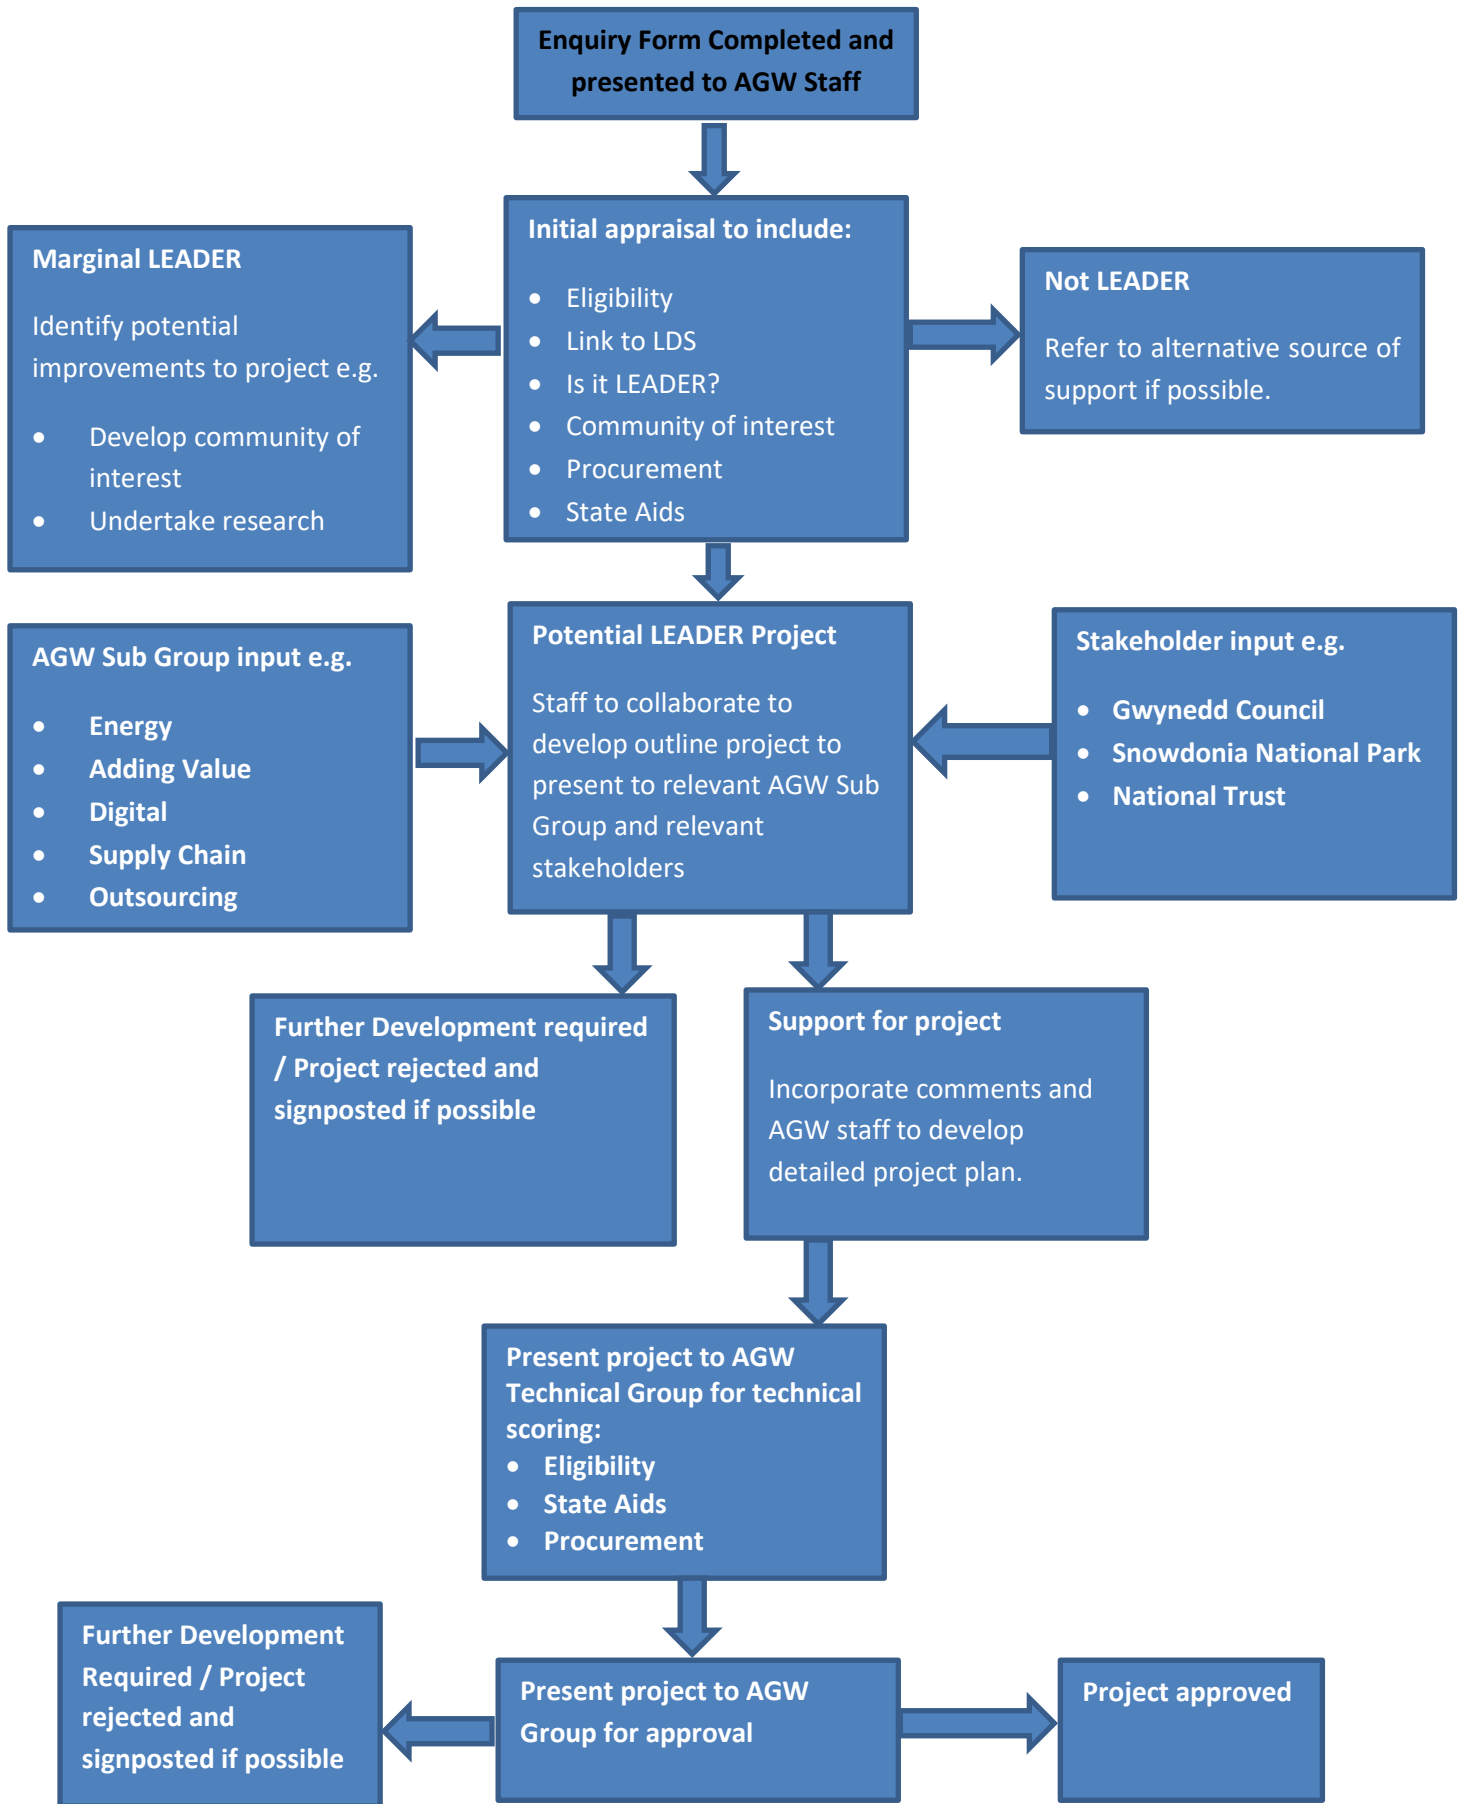 Enquiry Form Completed and
presented to AGW Staff
Initial appraisal to include:
• Eligibility
• Link to LDS
• Is it LEADER?
• Community of interest
• Procurement
• State Aids
Marginal LEADER
Identify potential
improvements to project e.g.
• Develop community of
interest
• Undertake research
Not LEADER
Refer to alternative source of
support if possible.
AGW Sub Group input e.g.
• Energy
• Adding Value
• Digital
• Supply Chain
• Outsourcing
Potential LEADER Project
Staff to collaborate to
develop outline project to
present to relevant AGW Sub
Group and relevant
stakeholders
Stakeholder input e.g.
• Gwynedd Council
• Snowdonia National Park
• National Trust
Further Development required
/ Project rejected and
signposted if possible
Support for project
Incorporate comments and
AGW staff to develop
detailed project plan.
Present project to AGW
Technical Group for technical
scoring:
• Eligibility
• State Aids
• Procurement
Further Development
Required / Project
rejected and
signposted if possible
Present project to AGW
Group for approval
Project approved